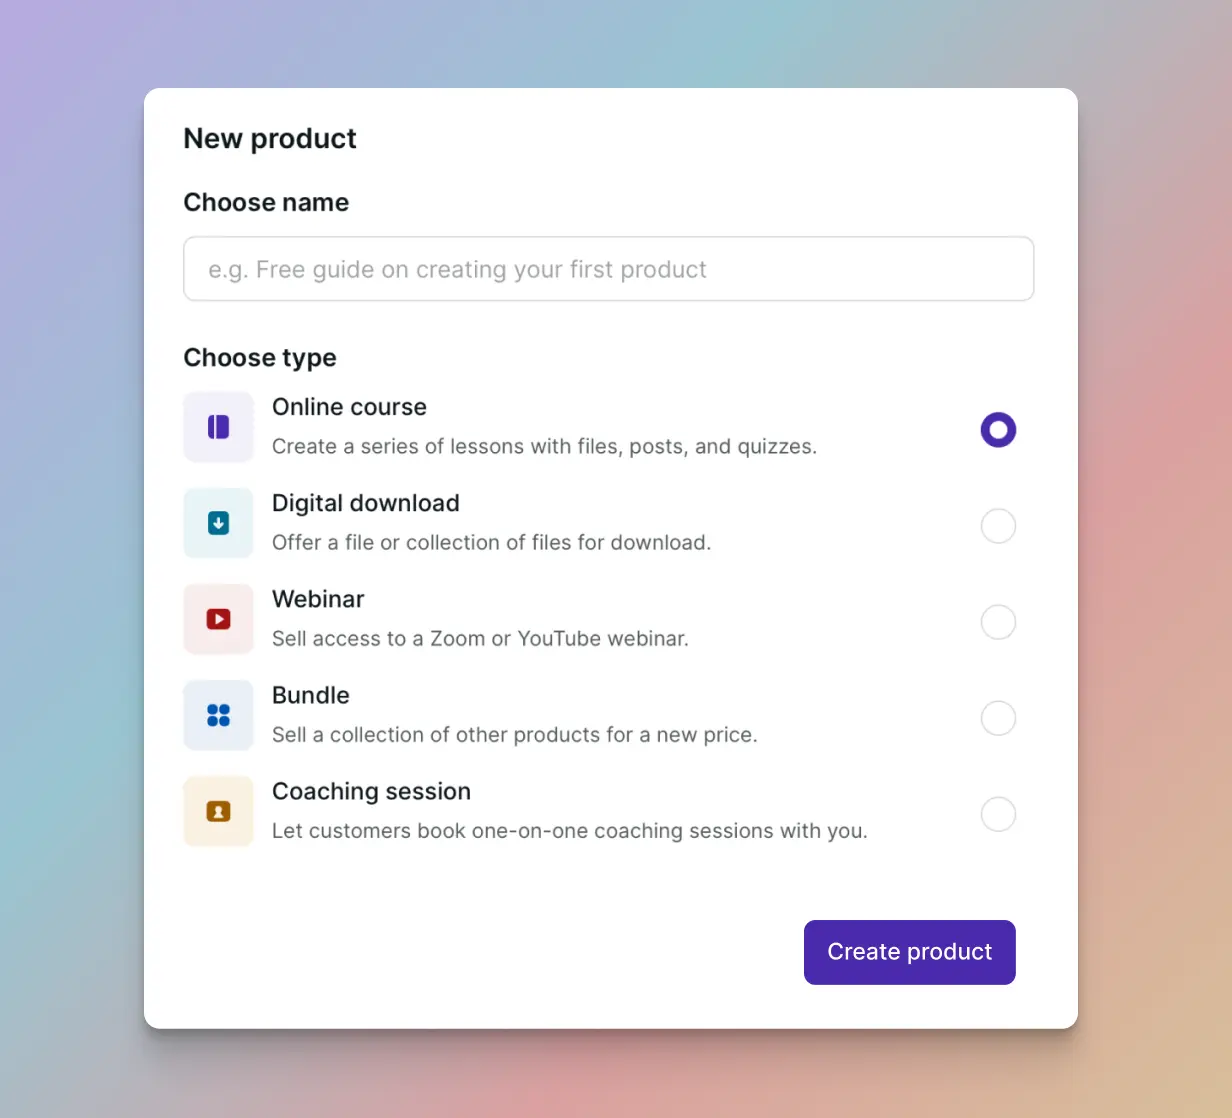 New product
Choose name
e.g. Free guide on creating your first product
Choose type
Online course
Create a series of lessons with files, posts, and quizzes.
Digital download
Offer a file or collection of files for download.
Webinar
Sell access to a Zoom or YouTube webinar.
Bundle
Sell a collection of other products for a new price.
Coaching session
Let customers book one-on-one coaching sessions with you.
Create product